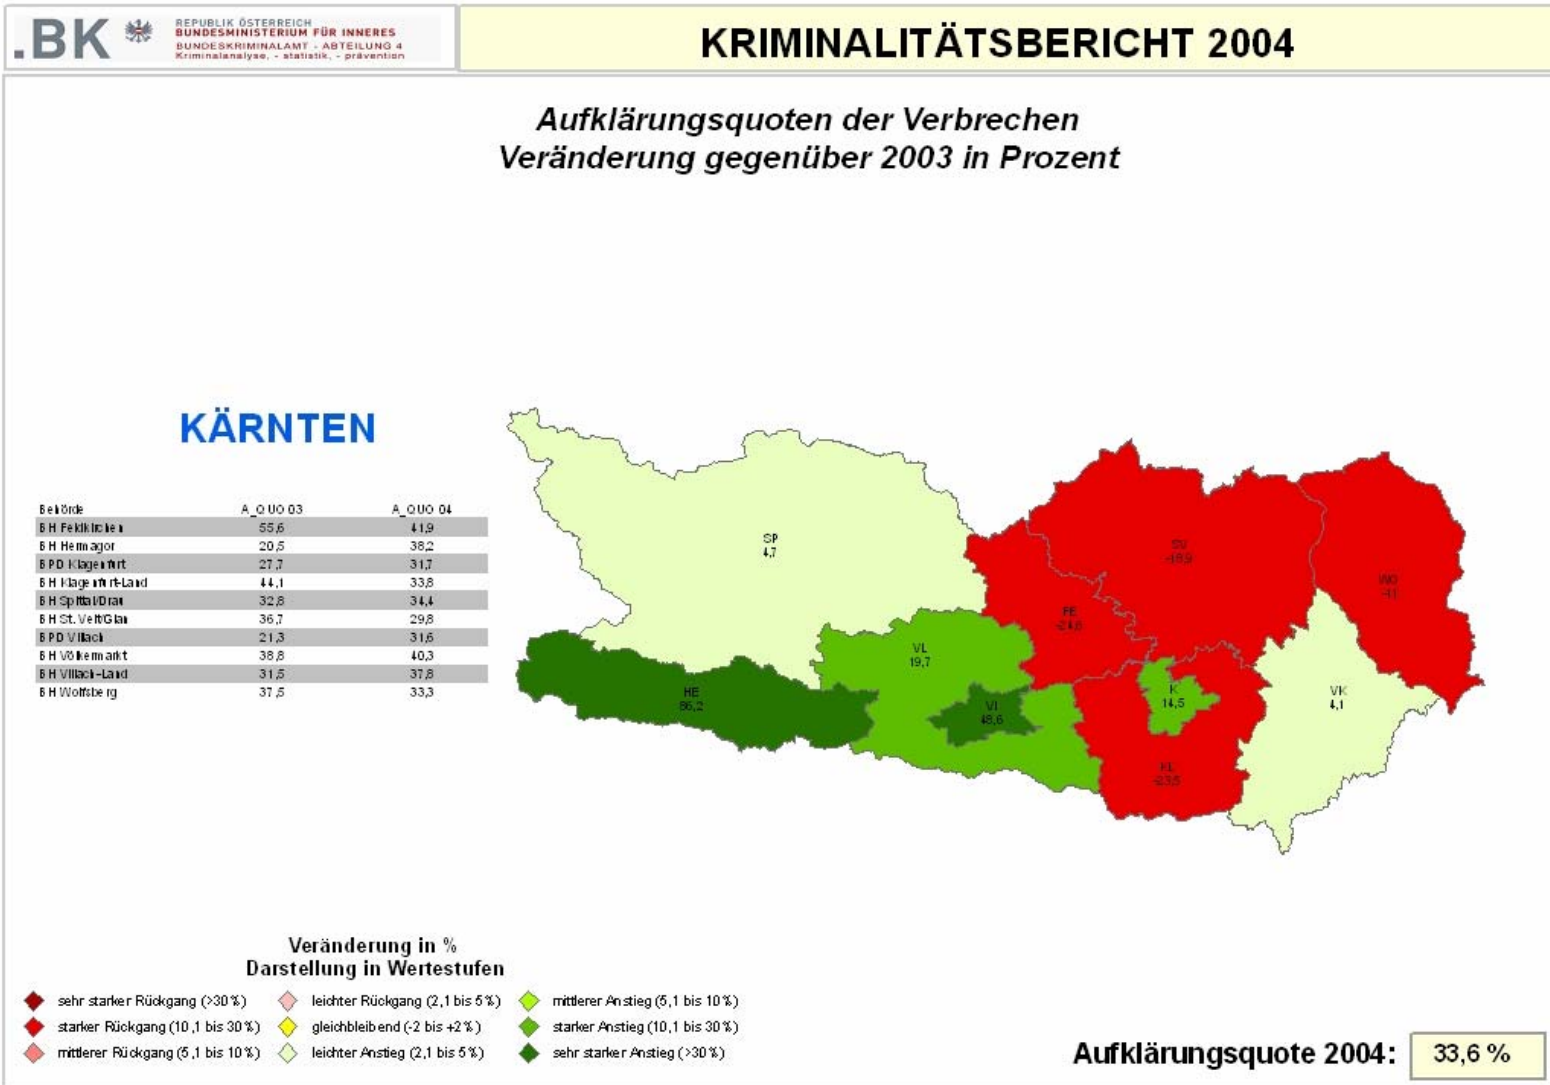 .BK
REPUBLIK ÖSTERREICH
BUNDESMINISTERIUM FÜR INNERES
BUNDESKRIMINALAMT - ABTEILUNG 4
Kriminalanalyse, - statistik, - prävention
KRIMINALITÄTSBERICHT 2004
Aufklärungsquoten der Verbrechen
Veränderung gegenüber 2003 in Prozent
KÄRNTEN
Behörde A_QUO 03 A_QUO 04
BH Feldkirchen 55,6 41,9
BH Hermagor 20,5 38,2
BPD Klagenfurt 27,7 31,7
BH Klagenfurt-Land 44,1 33,8
BH Spittal/Drau 32,8 34,4
BH St. Veit/Glan 36,7 29,8
BPD Villach 21,3 31,6
BH Völkermarkt 38,8 40,3
BH Villach-Land 31,5 37,8
BH Wolfsberg 37,5 33,3
SP
4,7
SV
-18,9
WO
FE
-24,6
VL
19,7
HE
86,2
VI
48,6
K
14,5
VK
4,1
KL
-23,5
Veränderung in %
Darstellung in Wertestufen
sehr starker Rückgang (>30%) leichter Rückgang (2,1 bis 5%) mittlerer Anstieg (5,1 bis 10%)
starker Rückgang (10,1 bis 30%) gleichbleibend (-2 bis +2%) starker Anstieg (10,1 bis 30%)
mittlerer Rückgang (5,1 bis 10%) leichter Anstieg (2,1 bis 5%) sehr starker Anstieg (>30%)
Aufklärungsquote 2004: 33,6 %